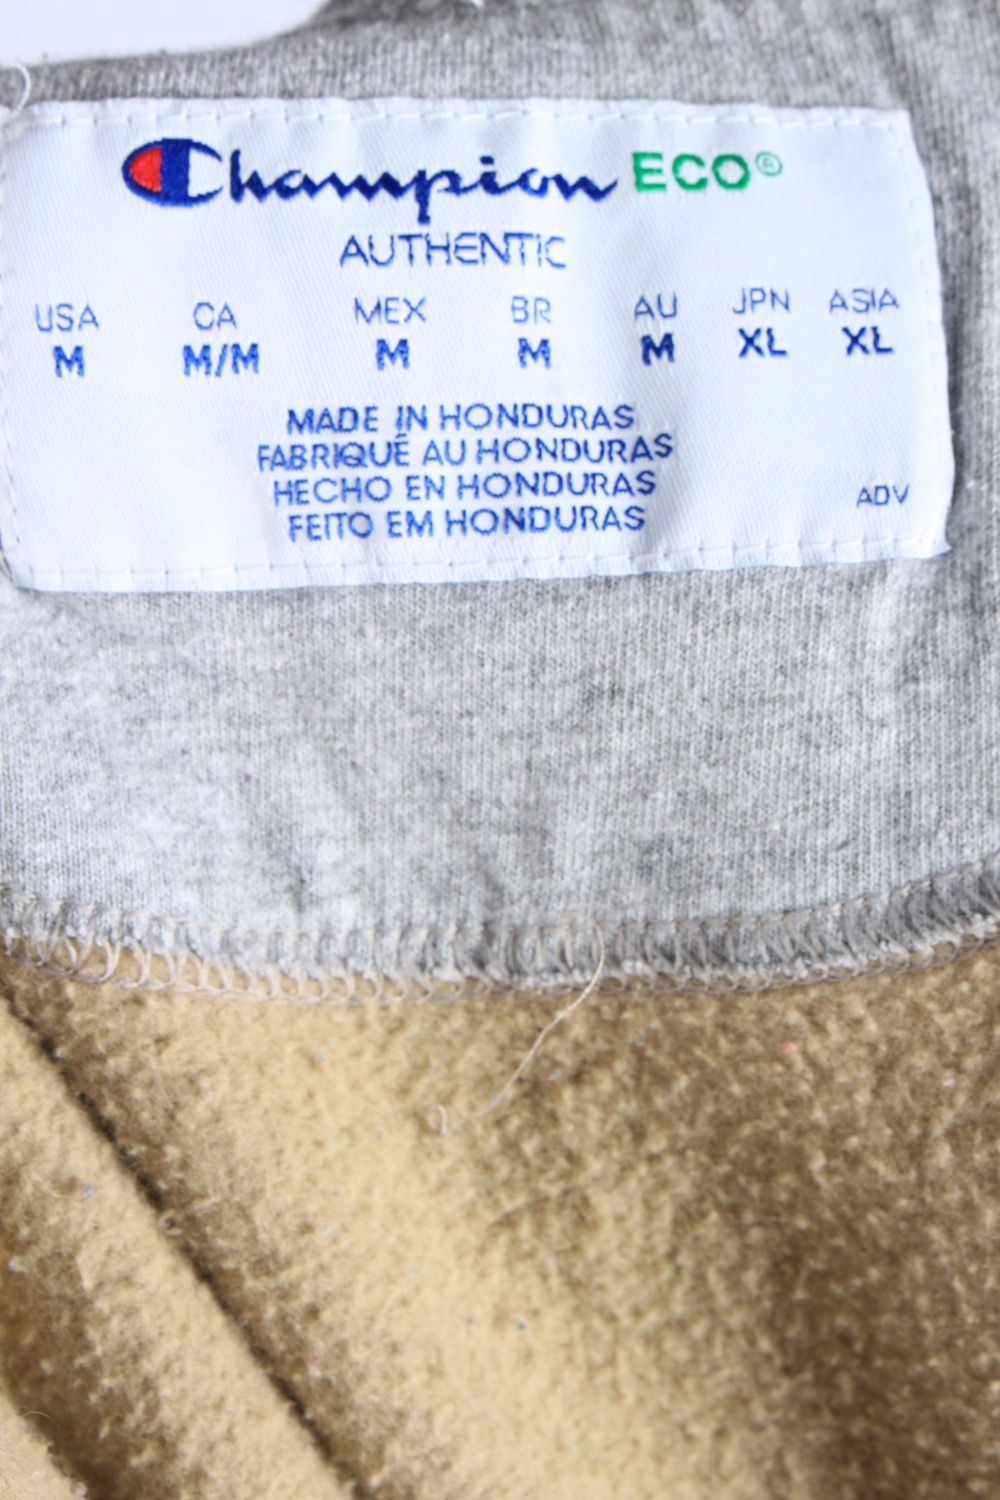 Champion ECO®
AUTHENTIC
USA CA MEX BR AU JPN ASIA
M M/M M M M XL XL
MADE IN HONDURAS
FABRIQUÉ AU HONDURAS
HECHO EN HONDURAS
ADV
FEITO EM HONDURAS